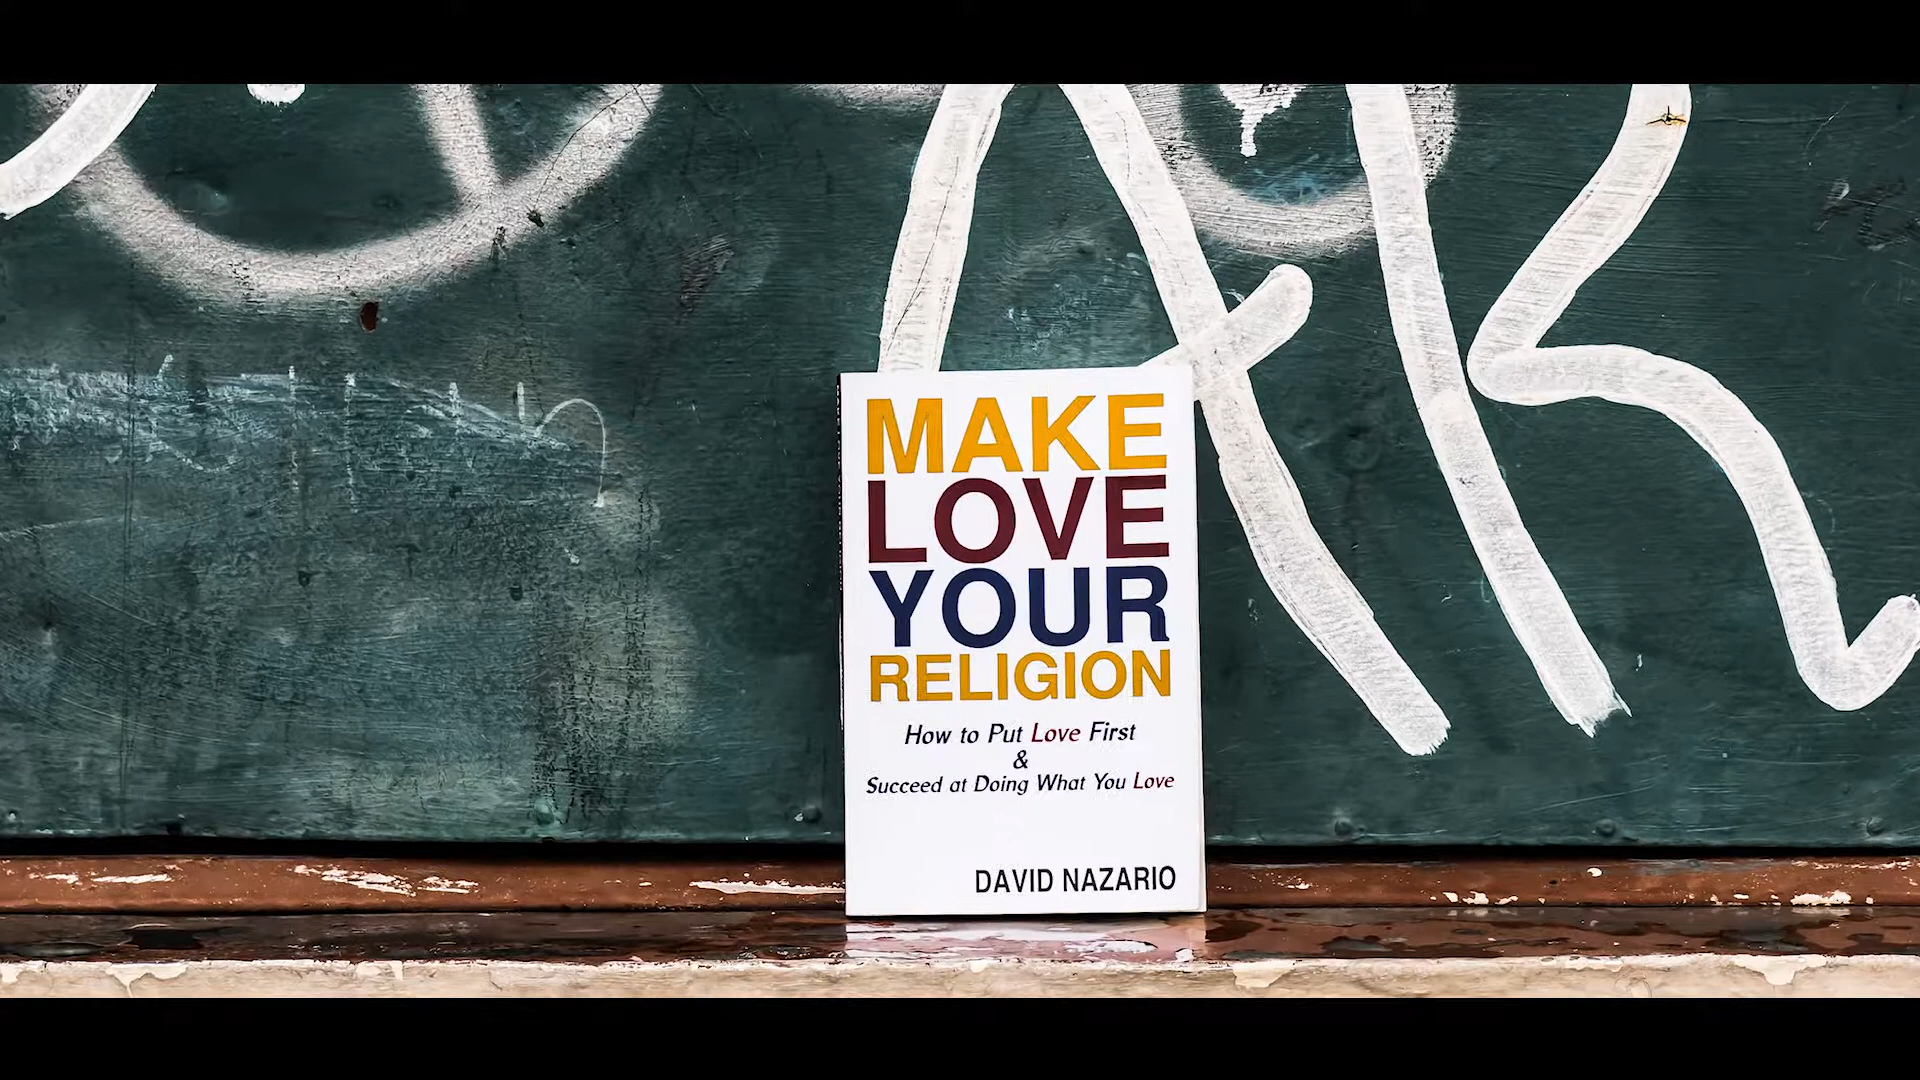 MAKE
LOVE
YOUR
RELIGION
How to Put Love First
&
Succeed at Doing What You Love
DAVID NAZARIO